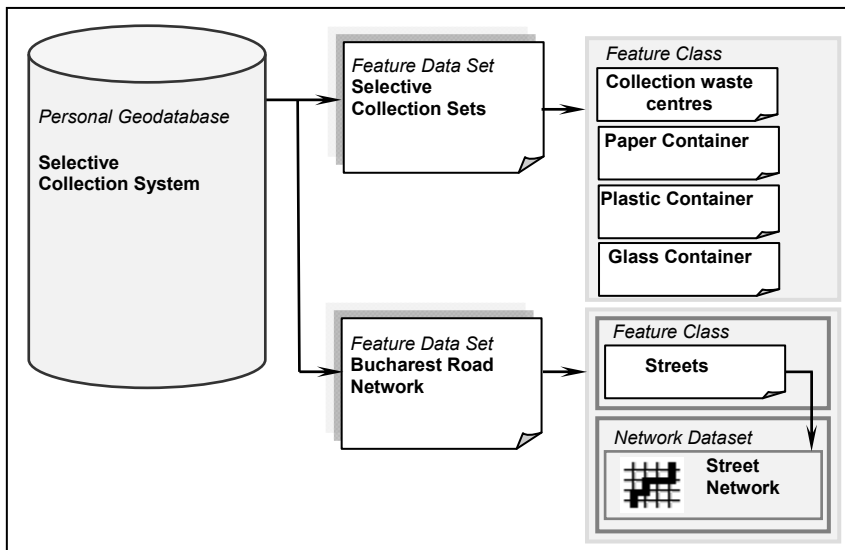 Personal Geodatabase
Selective
Collection System
Feature Data Set
Selective
Collection Sets
Feature Class
Collection waste
centres
Paper Container
Plastic Container
Glass Container
Feature Data Set
Bucharest Road
Network
Feature Class
Streets
Network Dataset
Street
Network